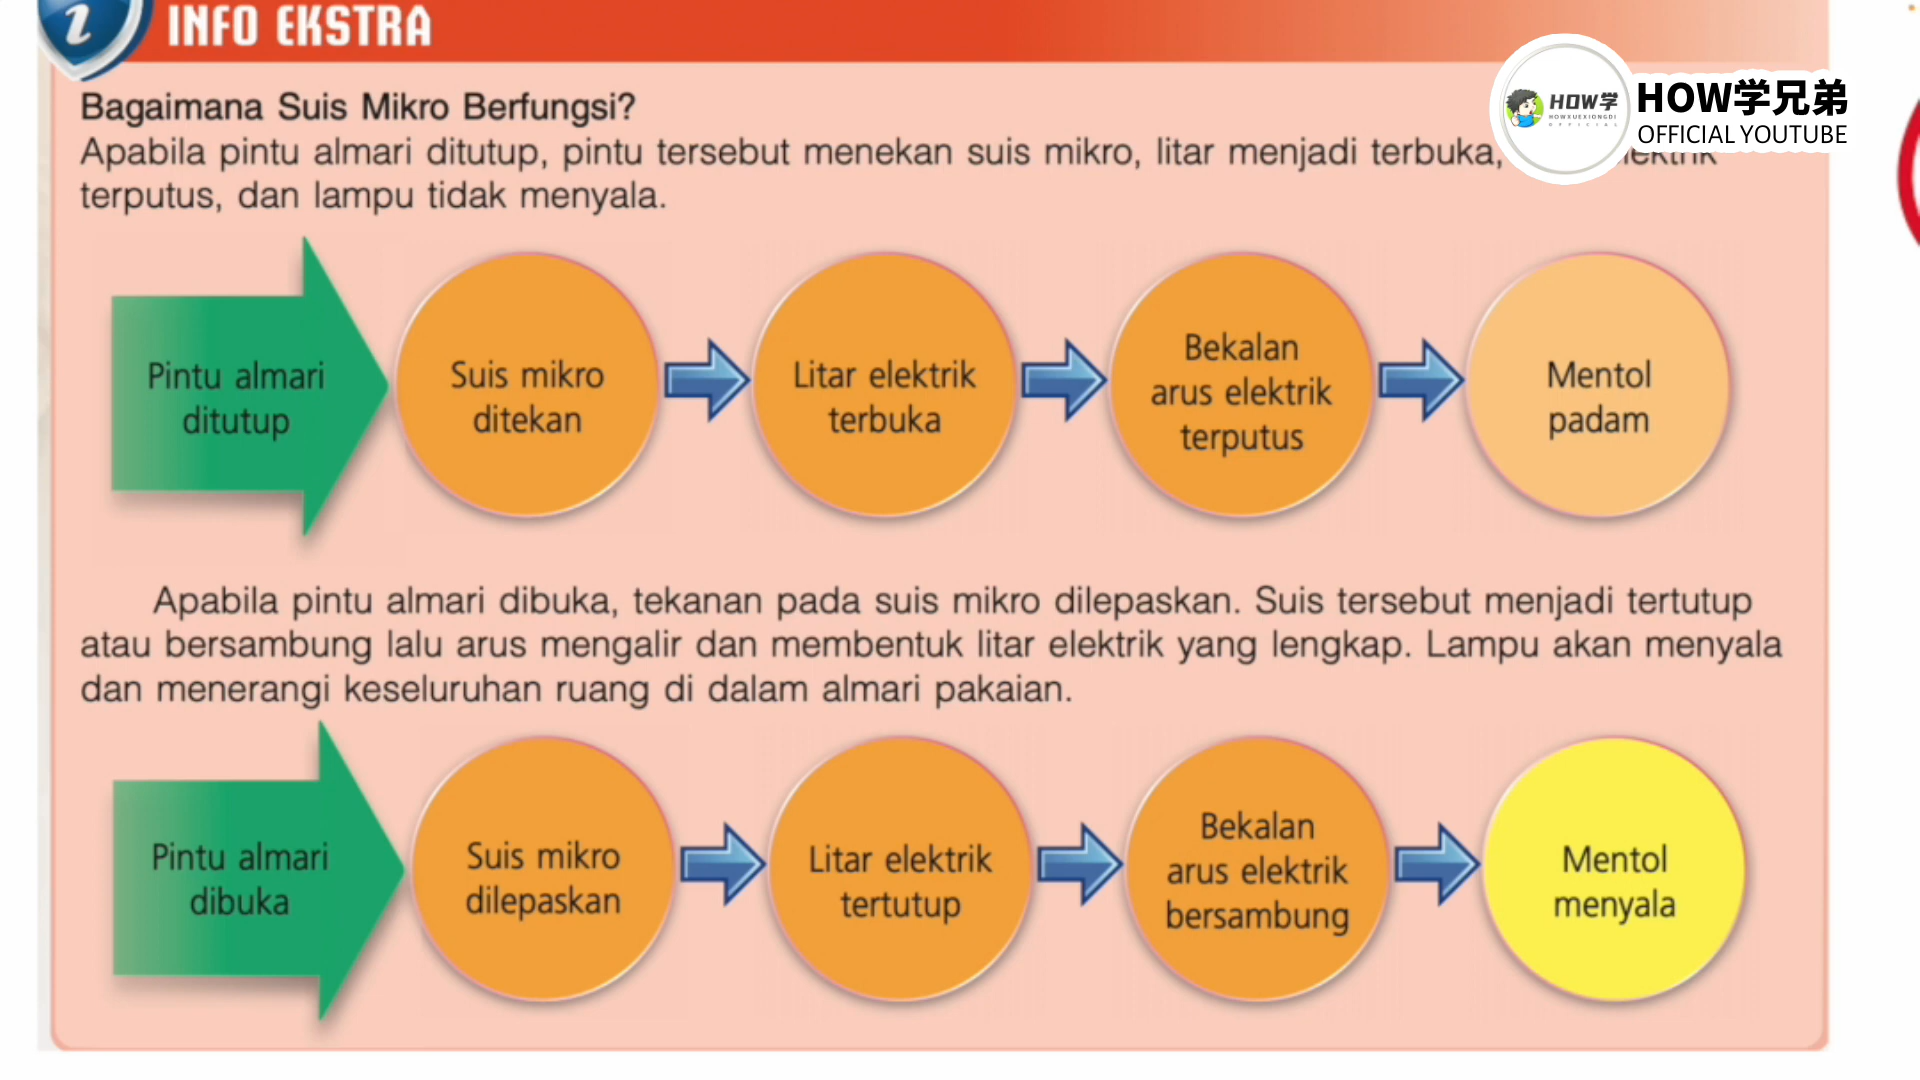 i
INFO EKSTRA
HOW学
HOWXUEXIONGDI
OFFICIAL
HOW学兄弟
OFFICIAL YOUTUBE
Bagaimana Suis Mikro Berfungsi?
Apabila pintu almari ditutup, pintu tersebut menekan suis mikro, litar menjadi terbuka,
terputus, dan lampu tidak menyala.
Pintu almari
ditutup
Suis mikro
ditekan
Litar elektrik
terbuka
Bekalan
arus elektrik
terputus
Mentol
padam
Apabila pintu almari dibuka, tekanan pada suis mikro dilepaskan. Suis tersebut menjadi tertutup
atau bersambung lalu arus mengalir dan membentuk litar elektrik yang lengkap. Lampu akan menyala
dan menerangi keseluruhan ruang di dalam almari pakaian.
Pintu almari
dibuka
Suis mikro
dilepaskan
Litar elektrik
tertutup
Bekalan
arus elektrik
bersambung
Mentol
menyala